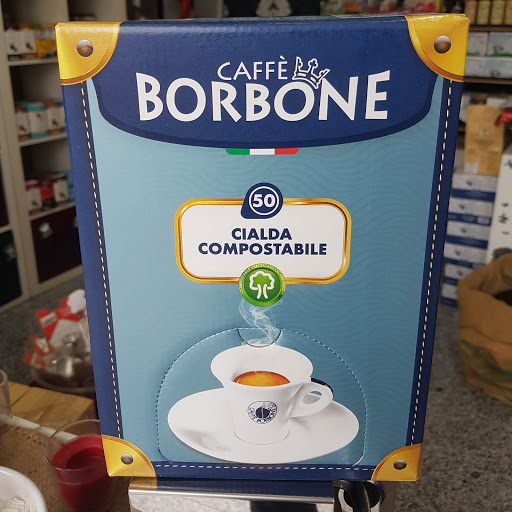 CAFFÈ
BORBONE
50
CIALDA
COMPOSTABILE